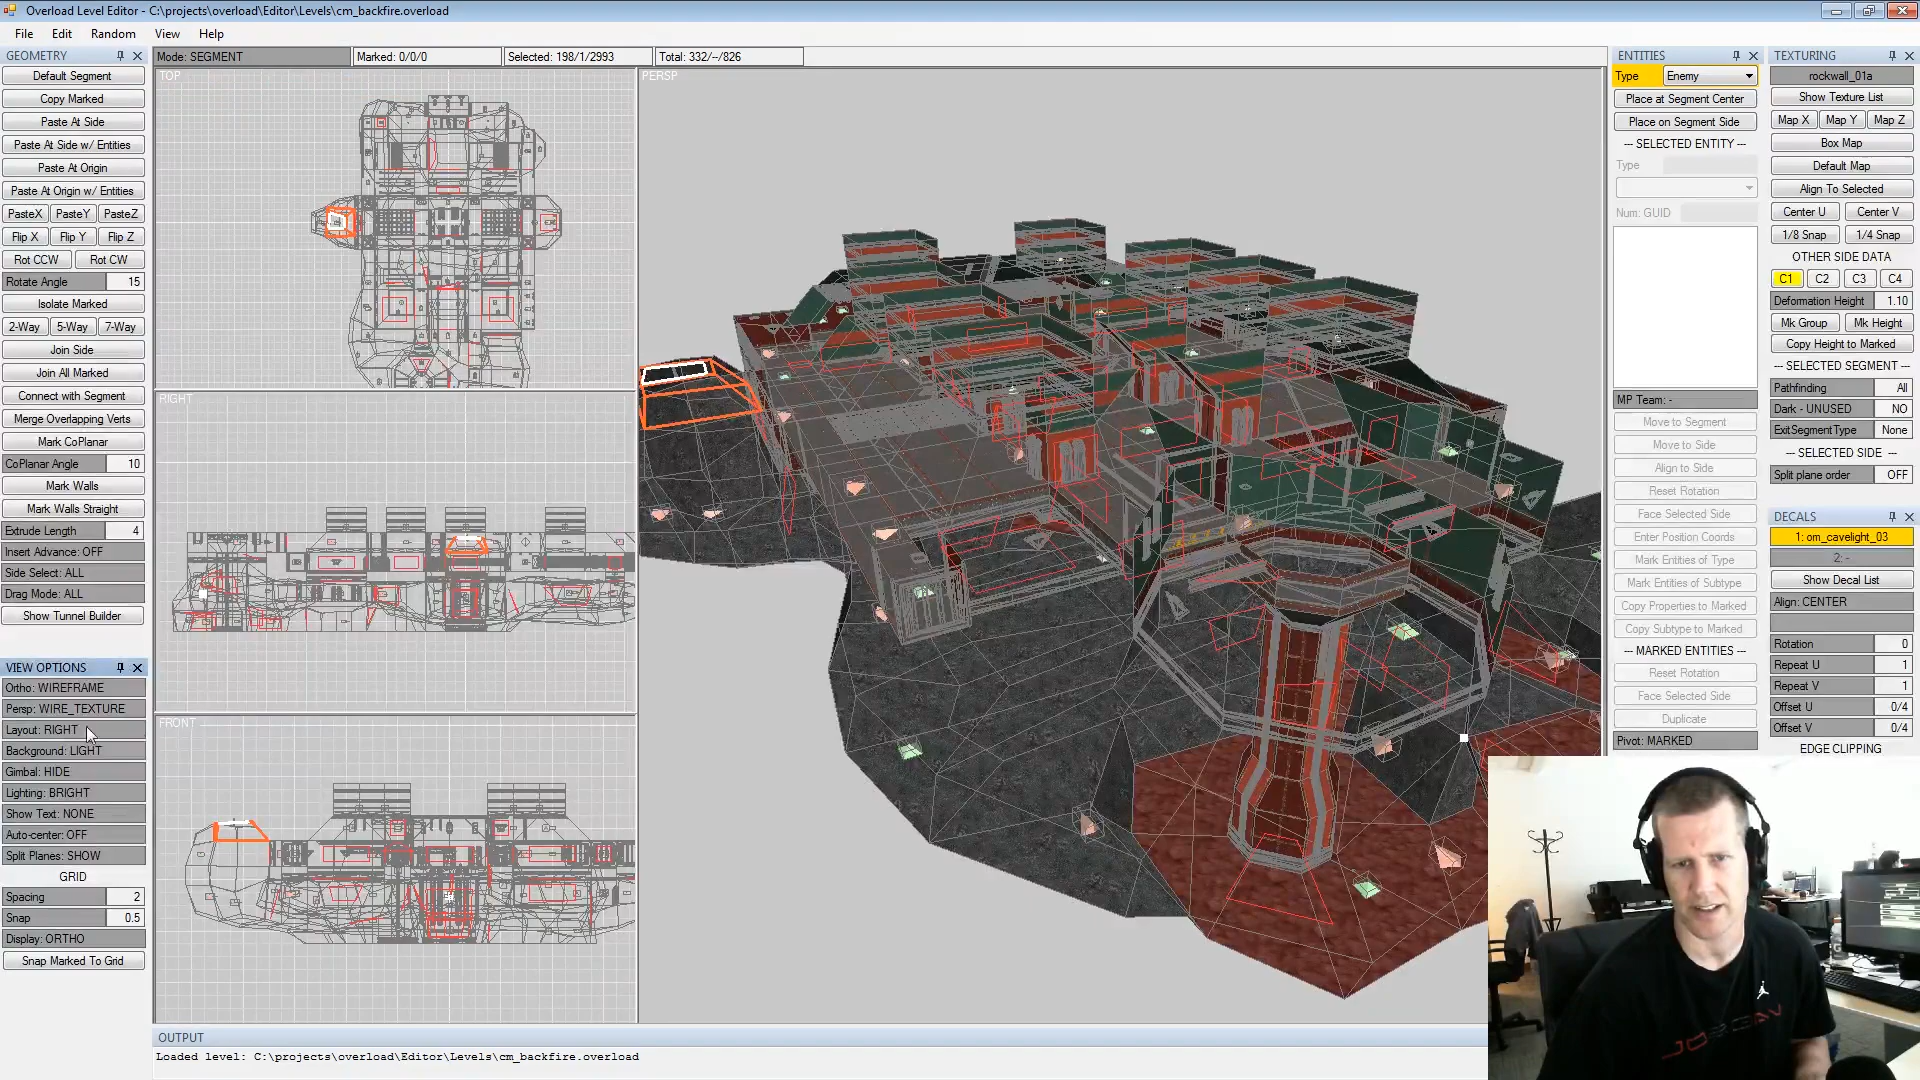 Overload Level Editor - C:\projects\overload\Editor\Levels\cm_backfire.overload
File Edit Random View Help
GEOMETRY
Default Segment
Copy Marked
Paste At Side
Paste At Side w/ Entities
Paste At Origin
Paste At Origin w/ Entities
PasteX PasteY PasteZ
Flip X Flip Y Flip Z
Rot CCW Rot CW
Rotate Angle 15
Isolate Marked
2-Way 5-Way 7-Way
Join Side
Join All Marked
Connect with Segment
Merge Overlapping Verts
Mark CoPlanar
CoPlanar Angle 10
Mark Walls
Mark Walls Straight
Extrude Length 4
Insert Advance: OFF
Side Select: ALL
Drag Mode: ALL
Show Tunnel Builder
VIEW OPTIONS
Ortho: WIREFRAME
Persp: WIRE_TEXTURE
Layout: RIGHT
Background: LIGHT
Gimbal: HIDE
Lighting: BRIGHT
Show Text: NONE
Auto-center: OFF
Split Planes: SHOW
GRID
Spacing 2
Snap 0.5
Display: ORTHO
Snap Marked To Grid
Mode: SEGMENT Marked: 0/0/0 Selected: 198/1/2993 Total: 332/--/826
TOP
RIGHT
FRONT
PERSP
OUTPUT
Loaded level: C:\projects\overload\Editor\Levels\cm_backfire.overload
ENTITIES
Type Enemy
Place at Segment Center
Place on Segment Side
--- SELECTED ENTITY ---
Type
Num: GUID
MP Team: -
Move to Segment
Move to Side
Align to Side
Reset Rotation
Face Selected Side
Enter Position Coords
Mark Entities of Type
Mark Entities of Subtype
Copy Properties to Marked
Copy Subtype to Marked
--- MARKED ENTITIES ---
Reset Rotation
Face Selected Side
Duplicate
Pivot: MARKED
TEXTURING
rockwall_01a
Show Texture List
Map X Map Y Map Z
Box Map
Default Map
Align To Selected
Center U Center V
1/8 Snap 1/4 Snap
OTHER SIDE DATA
C1 C2 C3 C4
Deformation Height 1.10
Mk Group Mk Height
Copy Height to Marked
--- SELECTED SEGMENT ---
Pathfinding All
Dark - UNUSED NO
ExitSegmentType None
--- SELECTED SIDE ---
Split plane order OFF
DECALS
1: om_cavelight_03
2: -
Show Decal List
Align: CENTER
Rotation 0
Repeat U 1
Repeat V 1
Offset U 0/4
Offset V 0/4
EDGE CLIPPING